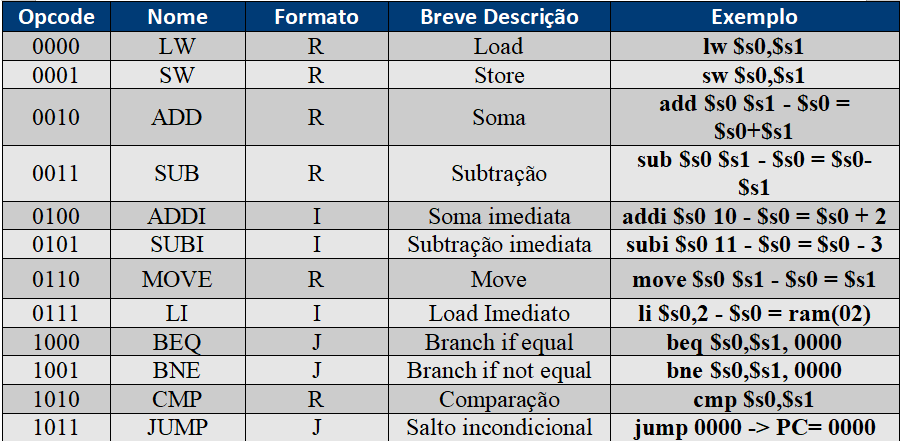 Opcode Nome Formato Breve Descrição Exemplo
0000 LW R Load lw $s0,$s1
0001 SW R Store sw $s0,$s1
0010 ADD R Soma add $s0 $s1 - $s0 =
$s0+$s1
0011 SUB R Subtração sub $s0 $s1 - $s0 = $s0-
$s1
0100 ADDI I Soma imediata addi $s0 10 - $s0 = $s0 + 2
0101 SUBI I Subtração imediata subi $s0 11 - $s0 = $s0 - 3
0110 MOVE R Move move $s0 $s1 - $s0 = $s1
0111 LI I Load Imediato li $s0,2 - $s0 = ram(02)
1000 BEQ J Branch if equal beq $s0,$s1, 0000
1001 BNE J Branch if not equal bne $s0,$s1, 0000
1010 CMP R Comparação cmp $s0,$s1
1011 JUMP J Salto incondicional jump 0000 -> PC= 0000